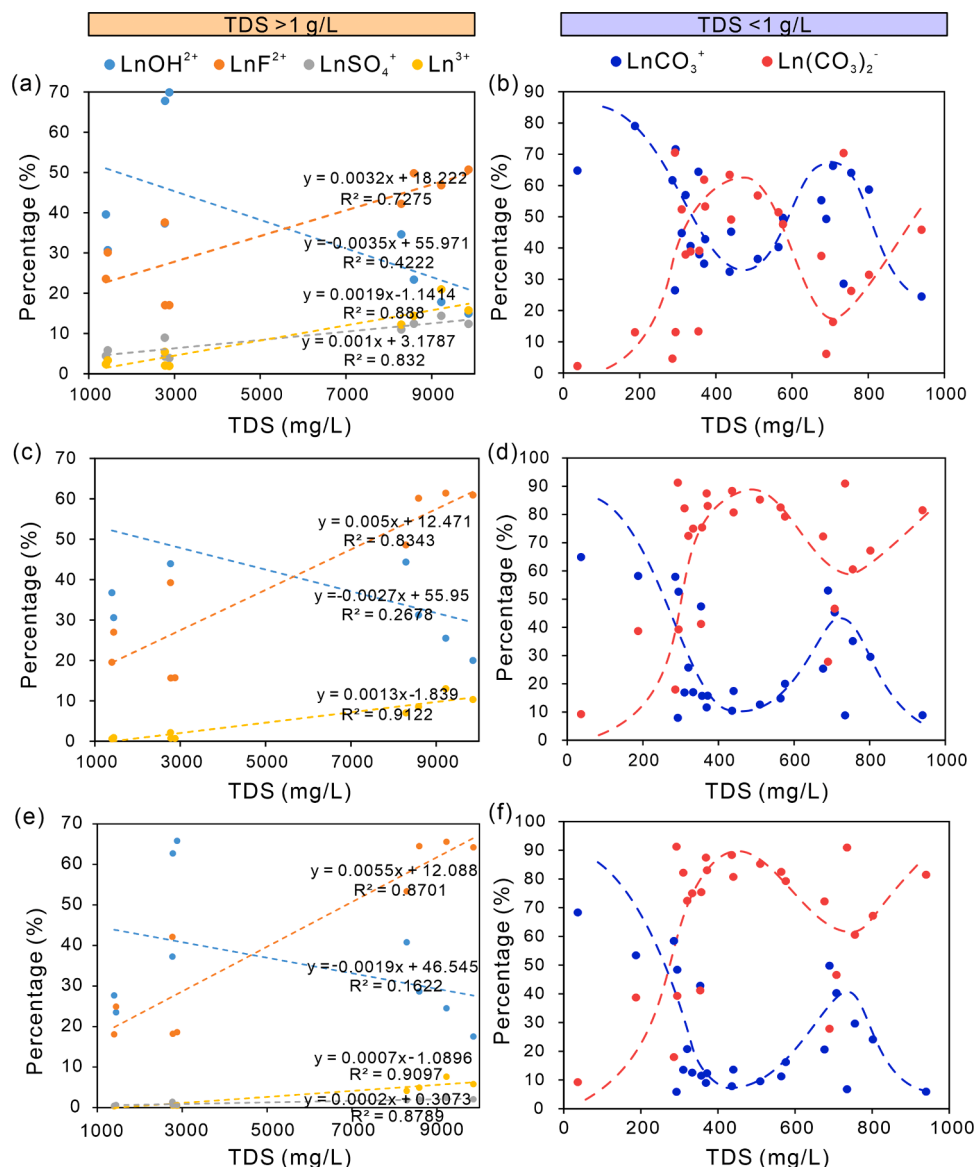 TDS >1 g/L
TDS <1 g/L
LnOH²⁺ LnF²⁺ LnSO₄⁺ Ln³⁺
LnCO₃⁺ Ln(CO₃)₂⁻
(a)
70
60
50
40
30
20
10
0
Percentage (%)
y = 0.0032x + 18.222
R² = 0.7275
y = -0.0035x + 55.971
R² = 0.4222
y = 0.0019x-1.1414
R² = 0.888
y = 0.001x + 3.1787
R² = 0.832
1000 3000 5000 7000 9000
TDS (mg/L)
(b)
90
80
70
60
50
40
30
20
10
0
Percentage (%)
0 200 400 600 800 1000
TDS (mg/L)
(c)
70
60
50
40
30
20
10
0
Percentage (%)
y = 0.005x + 12.471
R² = 0.8343
y = -0.0027x + 55.95
R² = 0.2678
y = 0.0013x-1.839
R² = 0.9122
1000 3000 5000 7000 9000
TDS (mg/L)
(d)
100
90
80
70
60
50
40
30
20
10
0
Percentage (%)
0 200 400 600 800 1000
TDS (mg/L)
(e)
70
60
50
40
30
20
10
0
Percentage (%)
y = 0.0055x + 12.088
R² = 0.8701
y = -0.0019x + 46.545
R² = 0.1622
y = 0.0007x-1.0896
R² = 0.9097
y = 0.0002x + 0.3073
R² = 0.8789
1000 3000 5000 7000 9000
TDS (mg/L)
(f)
100
90
80
70
60
50
40
30
20
10
0
Percentage (%)
0 200 400 600 800 1000
TDS (mg/L)